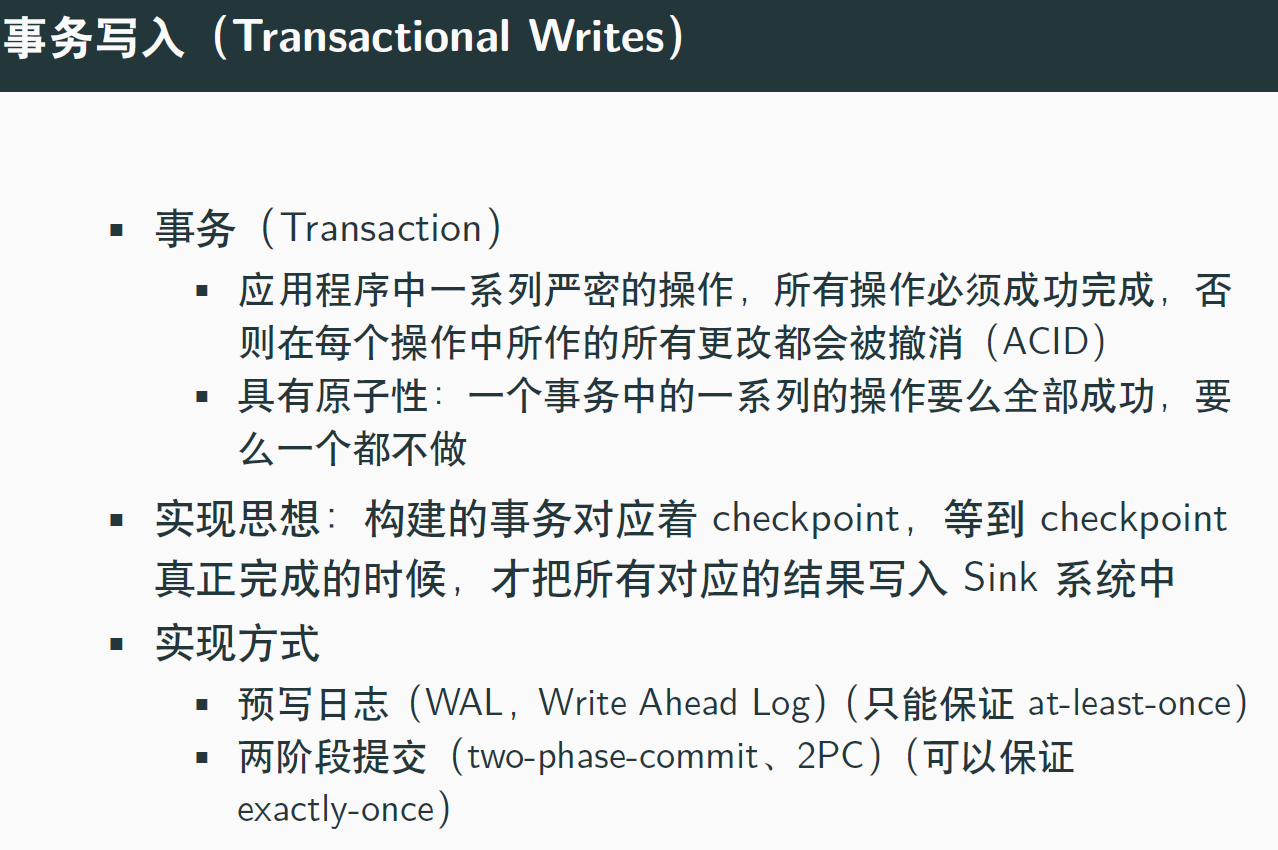 事务写入（Transactional Writes）
事务（Transaction）
应用程序中一系列严密的操作，所有操作必须成功完成，否
则在每个操作中所作的所有更改都会被撤消（ACID）
具有原子性：一个事务中的一系列的操作要么全部成功，要
么一个都不做
实现思想：构建的事务对应着 checkpoint，等到 checkpoint
真正完成的时候，才把所有对应的结果写入 Sink 系统中
实现方式
预写日志（WAL，Write Ahead Log）（只能保证 at-least-once）
两阶段提交（two-phase-commit、2PC）（可以保证
exactly-once）